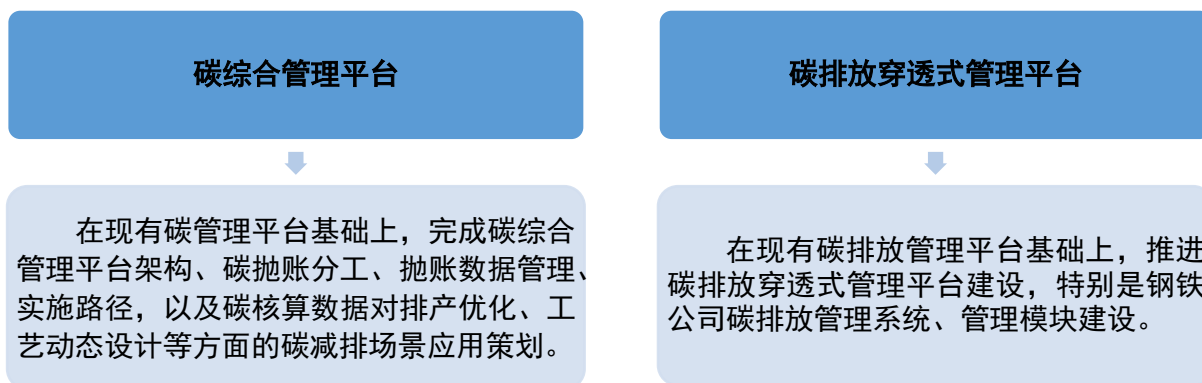 碳综合管理平台
在现有碳管理平台基础上，完成碳综合
管理平台架构、碳抛账分工、抛账数据管理、
实施路径，以及碳核算数据对排产优化、工
艺动态设计等方面的碳减排场景应用策划。
碳排放穿透式管理平台
在现有碳排放管理平台基础上，推进
碳排放穿透式管理平台建设，特别是钢铁
公司碳排放管理系统、管理模块建设。